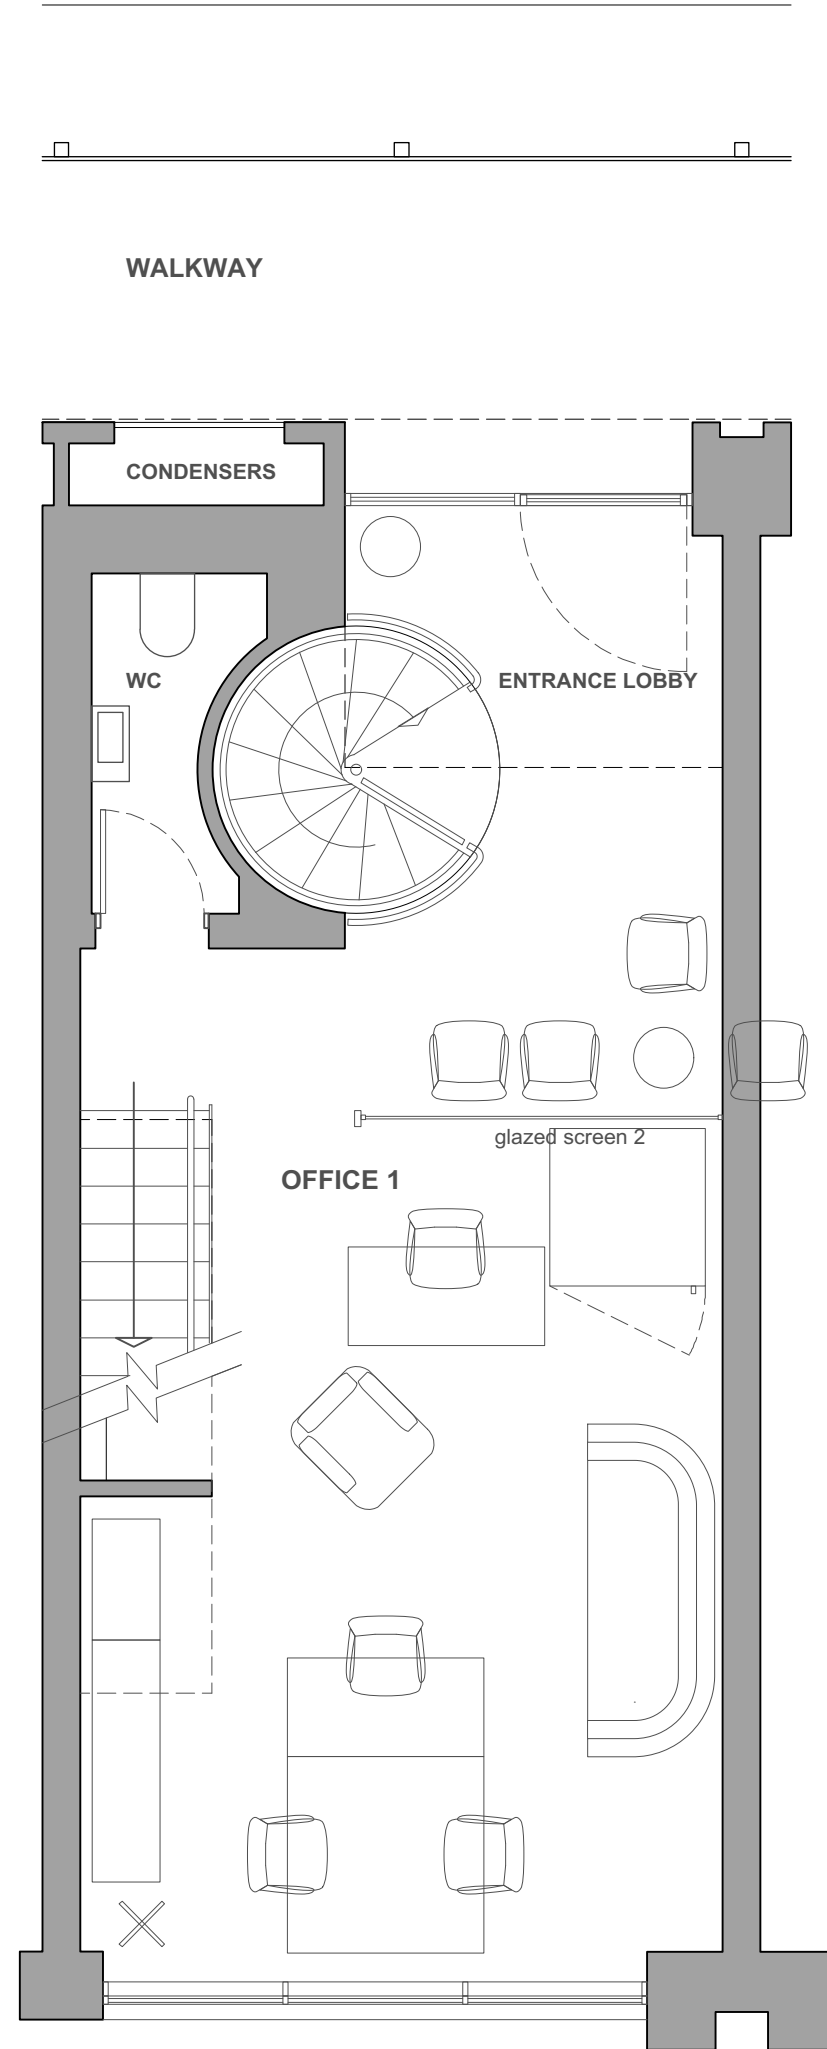 WALKWAY
CONDENSERS
WC
ENTRANCE LOBBY
glazed screen 2
OFFICE 1